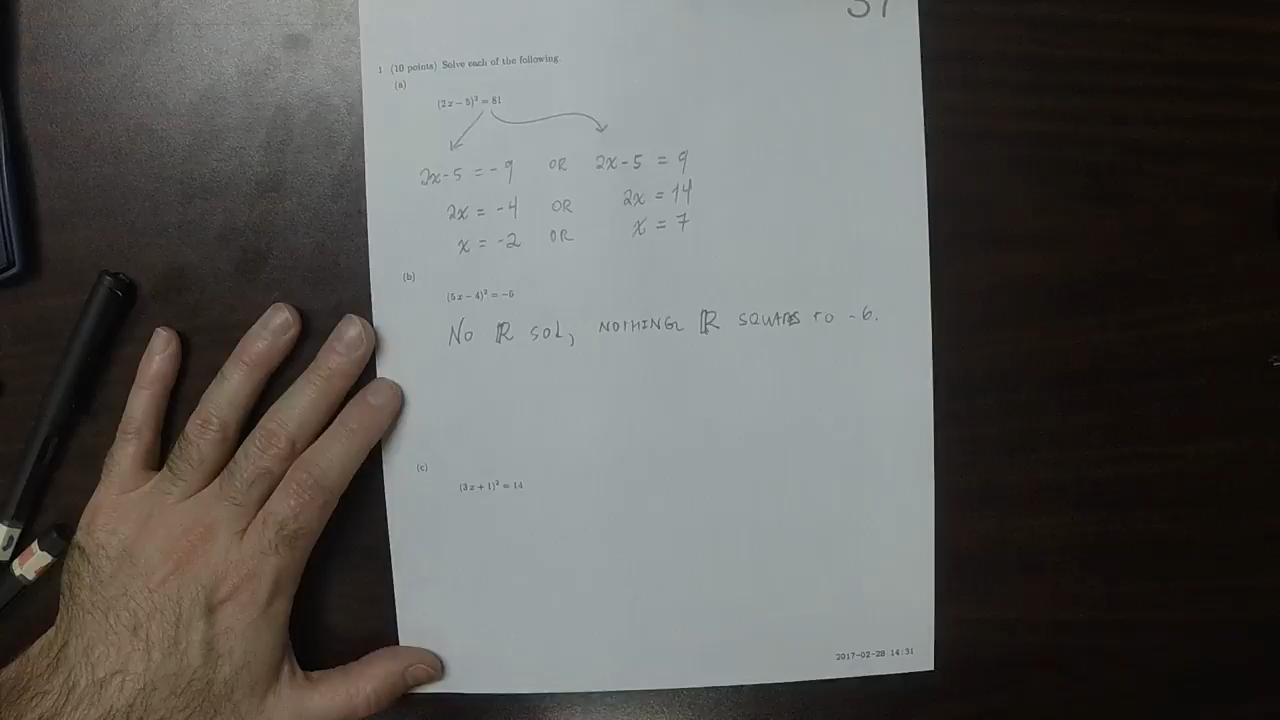 37
1 (10 points) Solve each of the following.
(a)
(2x − 5)² = 81
2x-5 = -9 OR 2x-5 = 9
2x = -4 OR 2x = 14
x = -2 OR x = 7
(b)
(5x − 4)² = −6
No ℝ SOL, NOTHING ℝ SQUARES TO -6.
(c)
(3x + 1)² = 14
2017-02-28 14:31